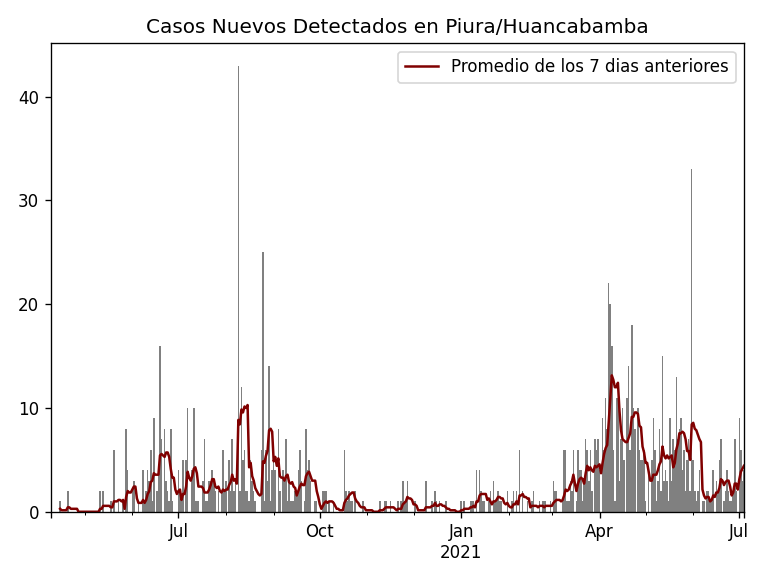 Casos Nuevos Detectados en Piura/Huancabamba
Promedio de los 7 dias anteriores
40
30
20
10
0
Jul
Oct
Jan
2021
Apr
Jul